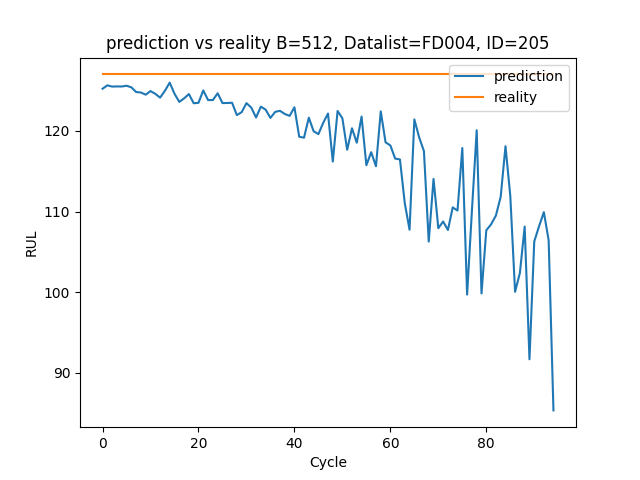 prediction vs reality B=512, Datalist=FD004, ID=205
prediction
reality
120
110
100
90
RUL
0 20 40 60 80
Cycle